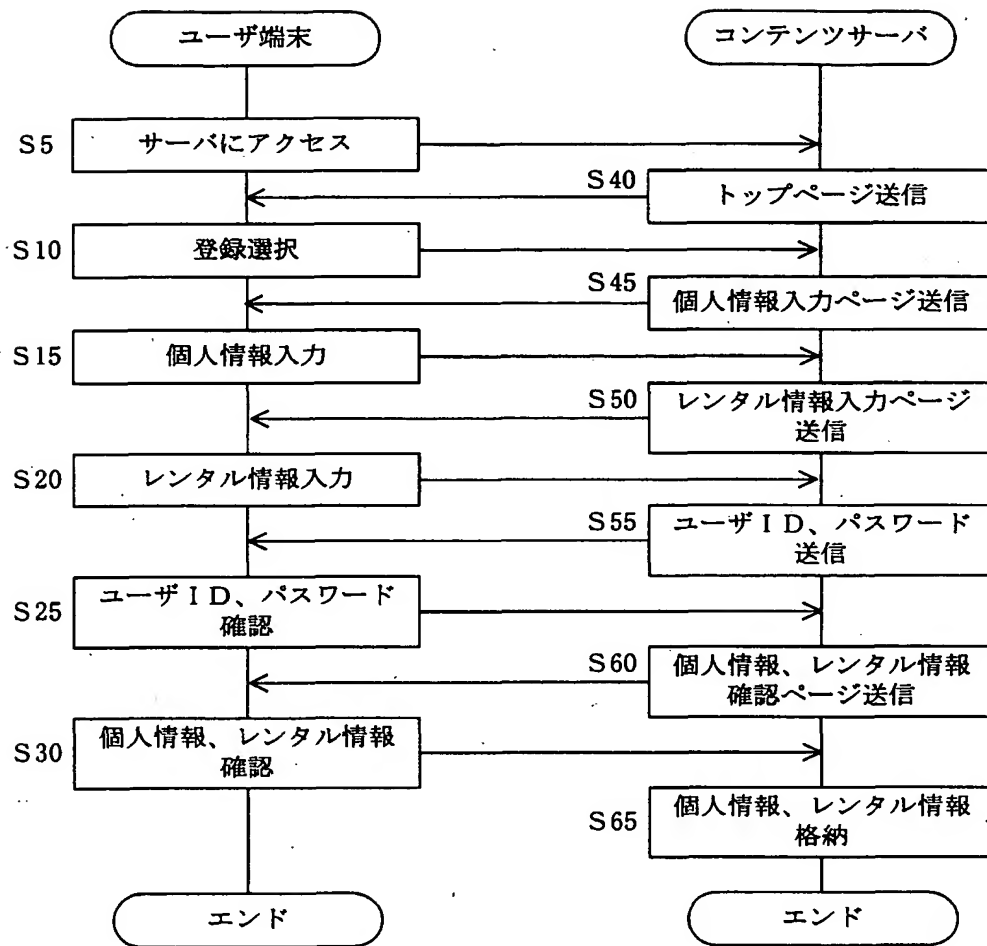 ユーザ端末
コンテンツサーバ
S5
サーバにアクセス
S40
トップページ送信
S10
登録選択
S45
個人情報入力ページ送信
S15
個人情報入力
S50
レンタル情報入力ページ
送信
S20
レンタル情報入力
S55
ユーザID、パスワード
送信
S25
ユーザID、パスワード
確認
S60
個人情報、レンタル情報
確認ページ送信
S30
個人情報、レンタル情報
確認
S65
個人情報、レンタル情報
格納
エンド
エンド